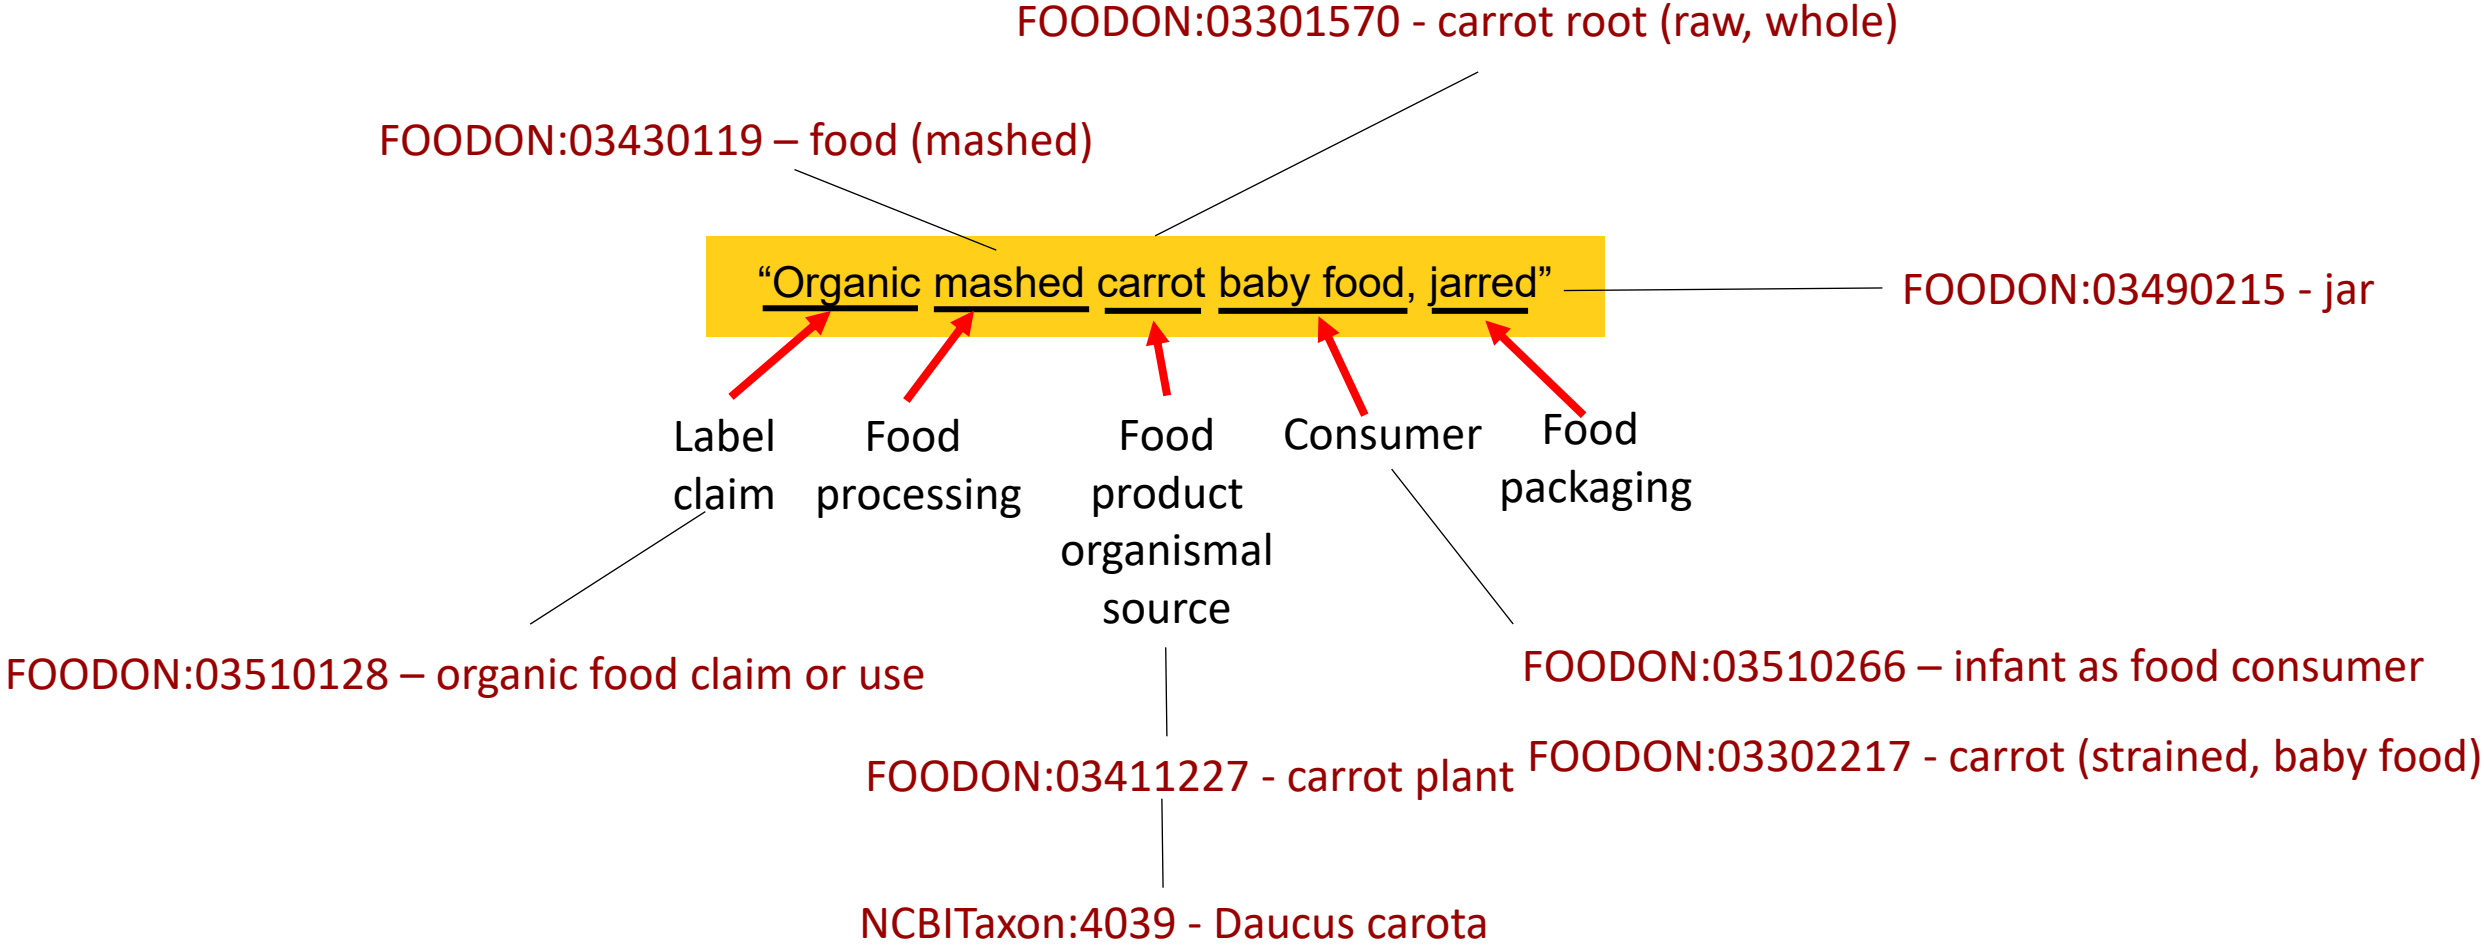 FOODON:03301570 - carrot root (raw, whole)
FOODON:03430119 – food (mashed)
“Organic mashed carrot baby food, jarred”
FOODON:03490215 - jar
Label
claim
Food
processing
Food
product
organismal
source
Consumer
Food
packaging
FOODON:03510128 – organic food claim or use
FOODON:03510266 – infant as food consumer
FOODON:03302217 - carrot (strained, baby food)
FOODON:03411227 - carrot plant
NCBITaxon:4039 - Daucus carota